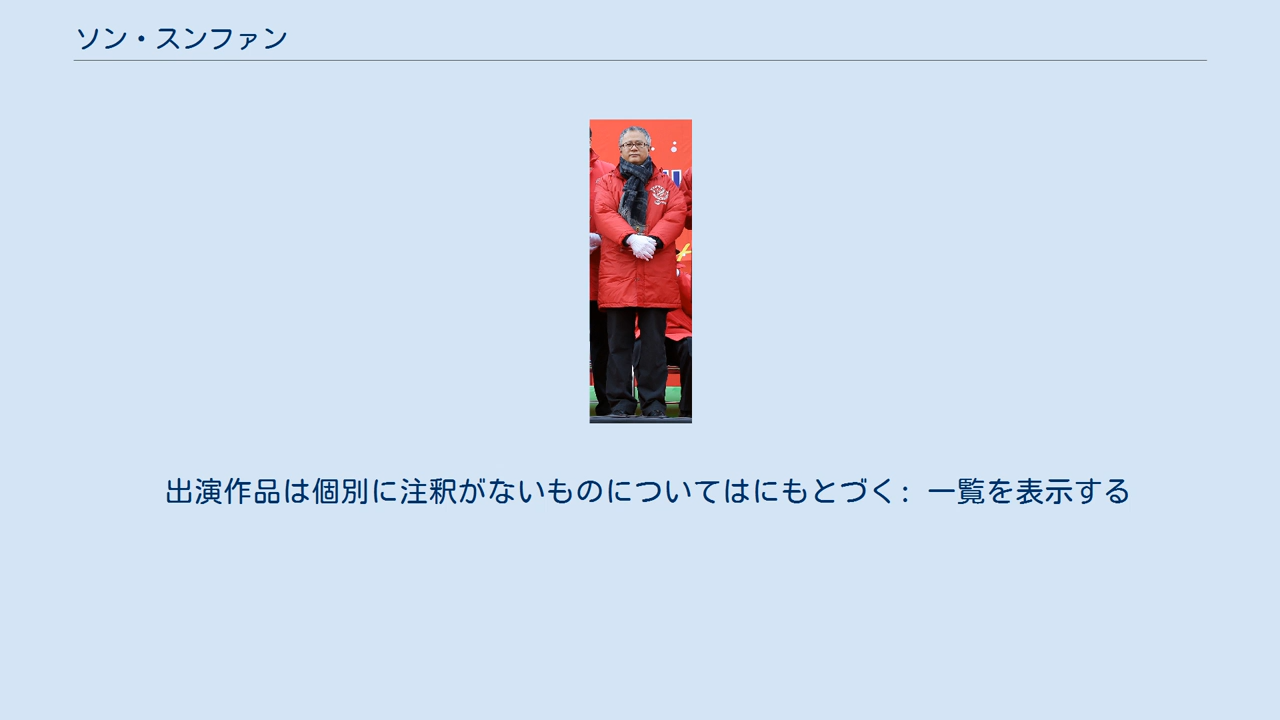 ソン・スンファン
出演作品は個別に注釈がないものについてはにもとづく: 一覧を表示する